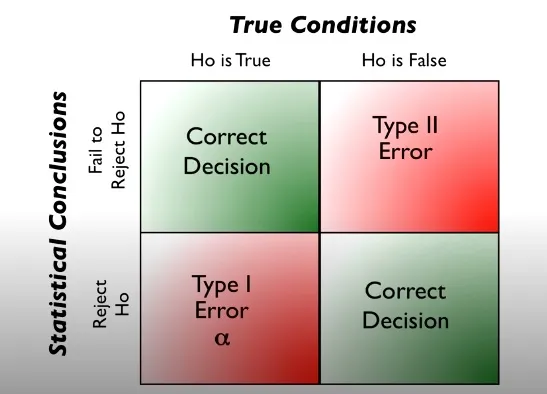 True Conditions
Ho is True
Ho is False
Statistical Conclusions
Fail to
Reject Ho
Correct
Decision
Type II
Error
Reject
Ho
Type I
Error
α
Correct
Decision